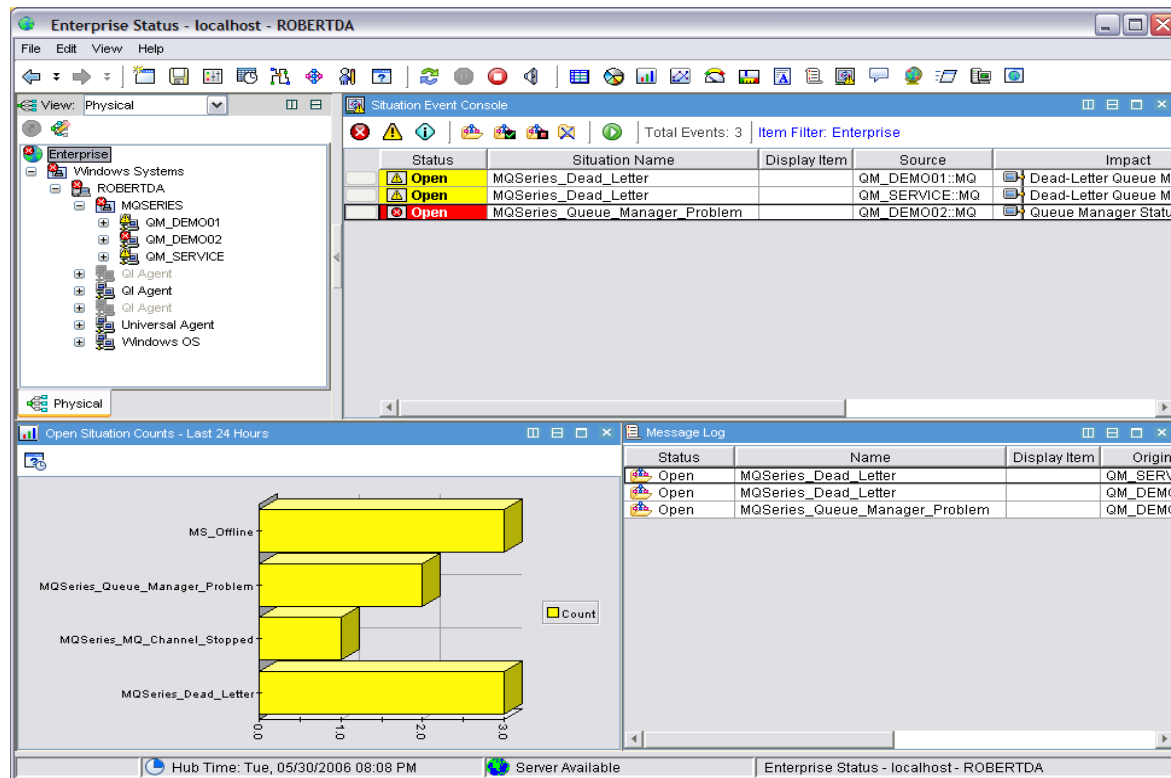 Enterprise Status - localhost - ROBERTDA
File Edit View Help
View: Physical
Enterprise
Windows Systems
ROBERTDA
MQSERIES
QM_DEMO01
QM_DEMO02
QM_SERVICE
QI Agent
QI Agent
QI Agent
Universal Agent
Windows OS
Physical
Situation Event Console
Total Events: 3 Item Filter: Enterprise
Status Situation Name Display Item Source Impact
Open MQSeries_Dead_Letter QM_DEMO01::MQ Dead-Letter Queue M
Open MQSeries_Dead_Letter QM_SERVICE::MQ Dead-Letter Queue M
Open MQSeries_Queue_Manager_Problem QM_DEMO02::MQ Queue Manager Statu
Open Situation Counts - Last 24 Hours
MS_Offline
MQSeries_Queue_Manager_Problem
MQSeries_MQ_Channel_Stopped
MQSeries_Dead_Letter
0.0 1.0 2.0 3.0
Count
Message Log
Status Name Display Item Origin
Open MQSeries_Dead_Letter QM_SERV
Open MQSeries_Dead_Letter QM_DEMO
Open MQSeries_Queue_Manager_Problem QM_DEMO
Hub Time: Tue, 05/30/2006 08:08 PM Server Available Enterprise Status - localhost - ROBERTDA